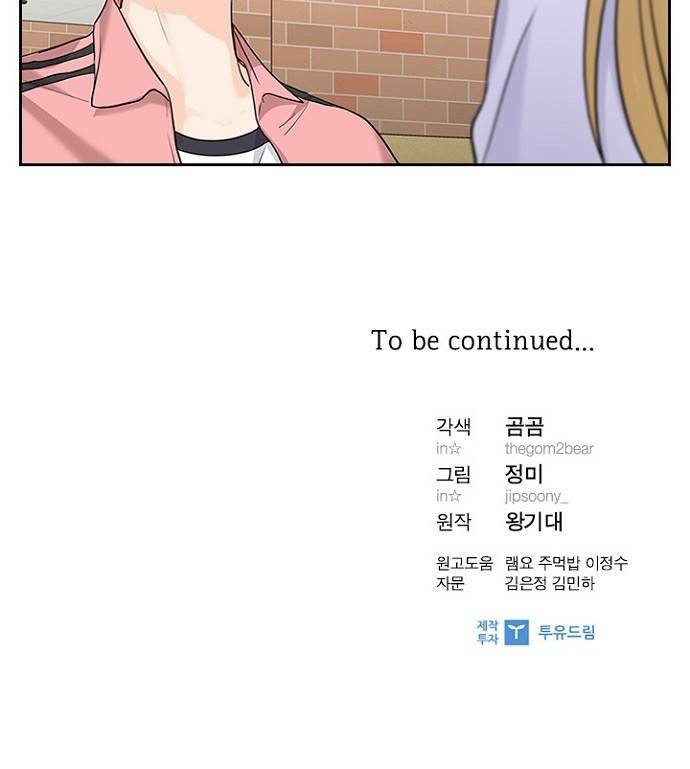 To be continued...
각색 곰곰
in☆ thegom2bear
그림 정미
in☆ jipsoony_
원작 왕기대
원고도움 램요 주먹밥 이정수
자문 김은정 김민하
제작
투자 투유드림